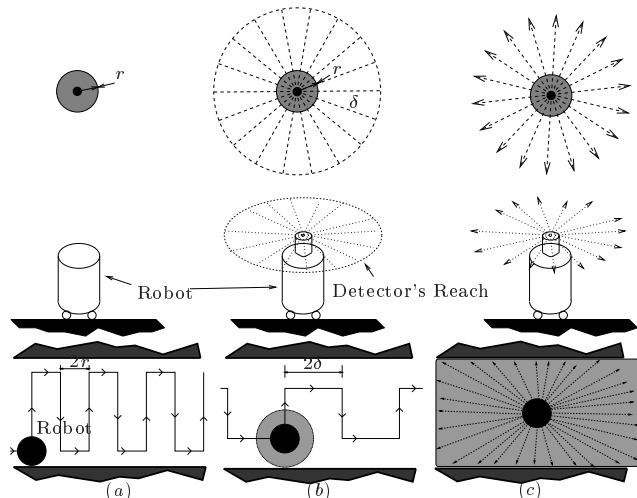 r
r
δ
Robot
Detector's Reach
2r
2δ
Robot
(a)
(b)
(c)